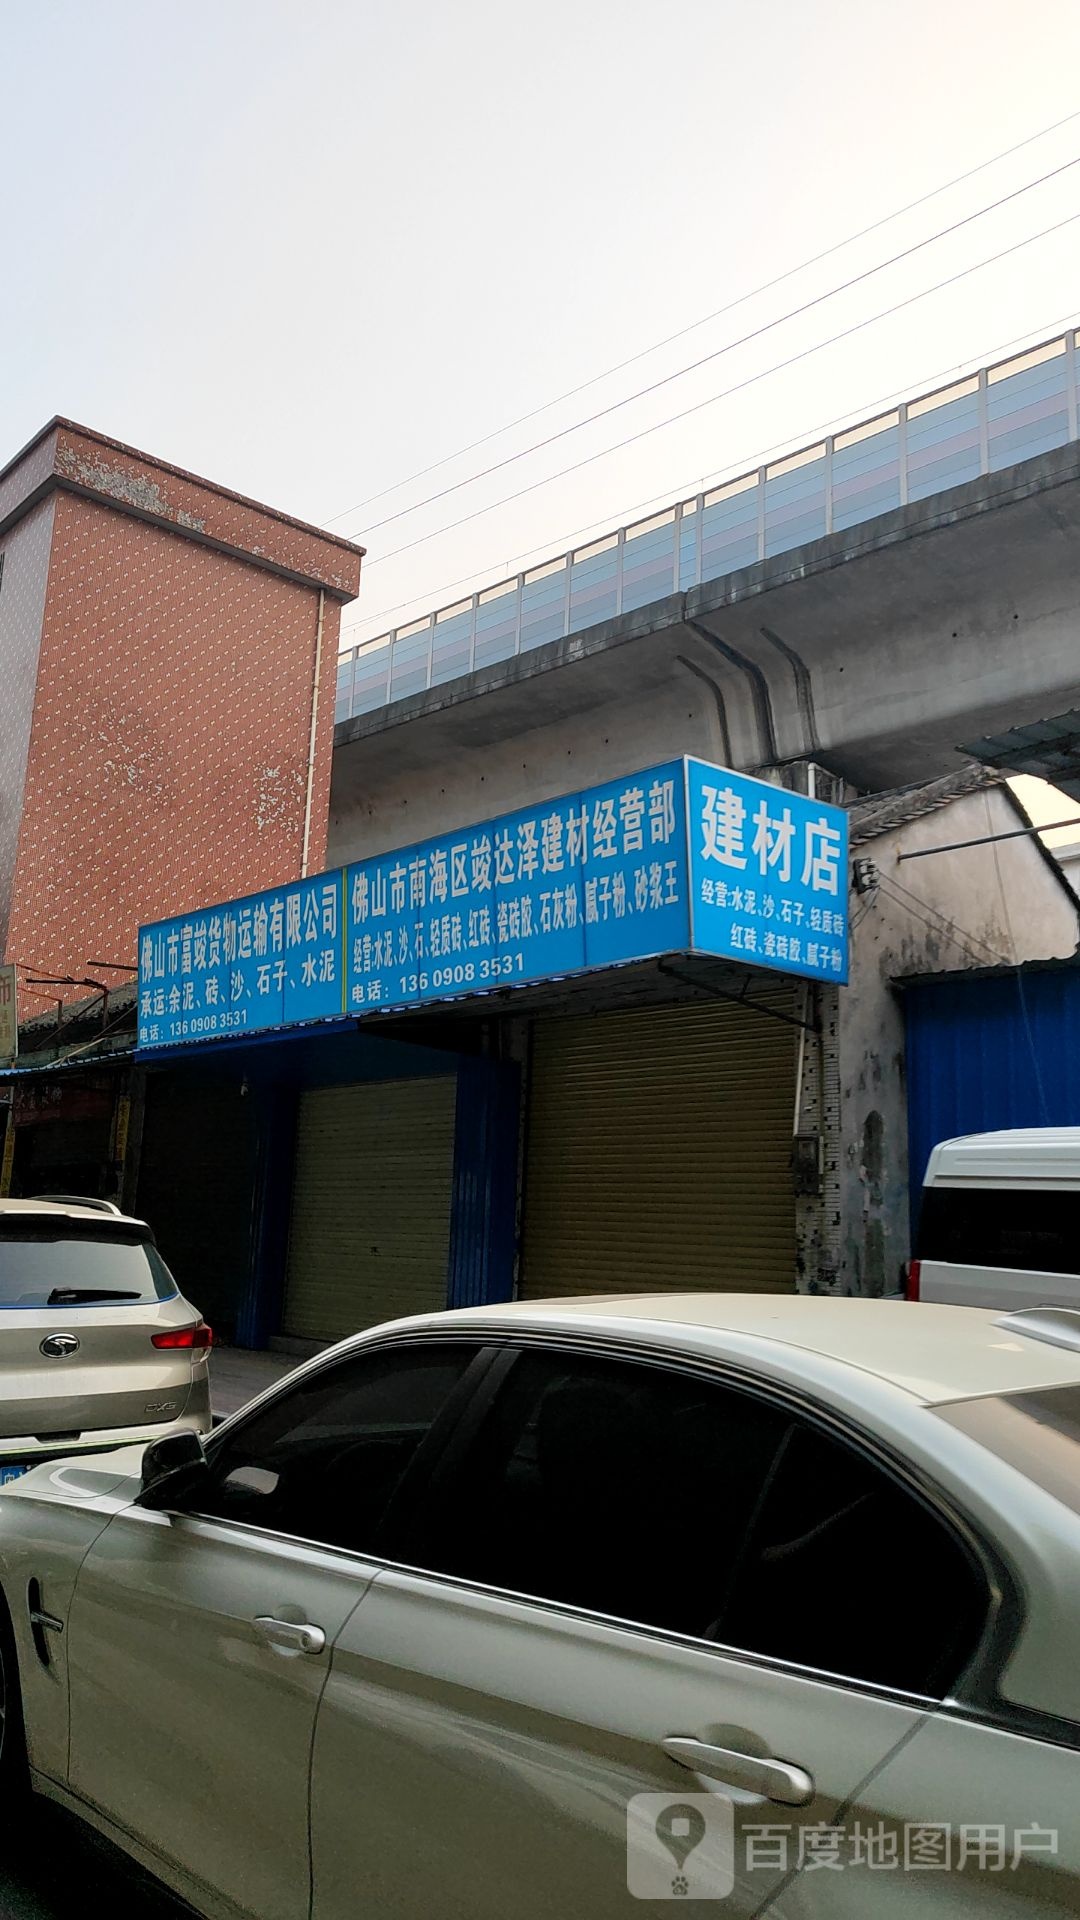 佛山市富竣货物运输有限公司
承运:余泥、砖、沙、石子、水泥
电话: 136 0908 3531
佛山市南海区竣达泽建材经营部
经营:水泥、沙、石、轻质砖、红砖、瓷砖胶、石灰粉、腻子粉、砂浆王
电话: 136 0908 3531
建材店
经营:水泥、沙、石子、轻质砖
红砖、瓷砖胶、腻子粉
DX3
百度地图用户